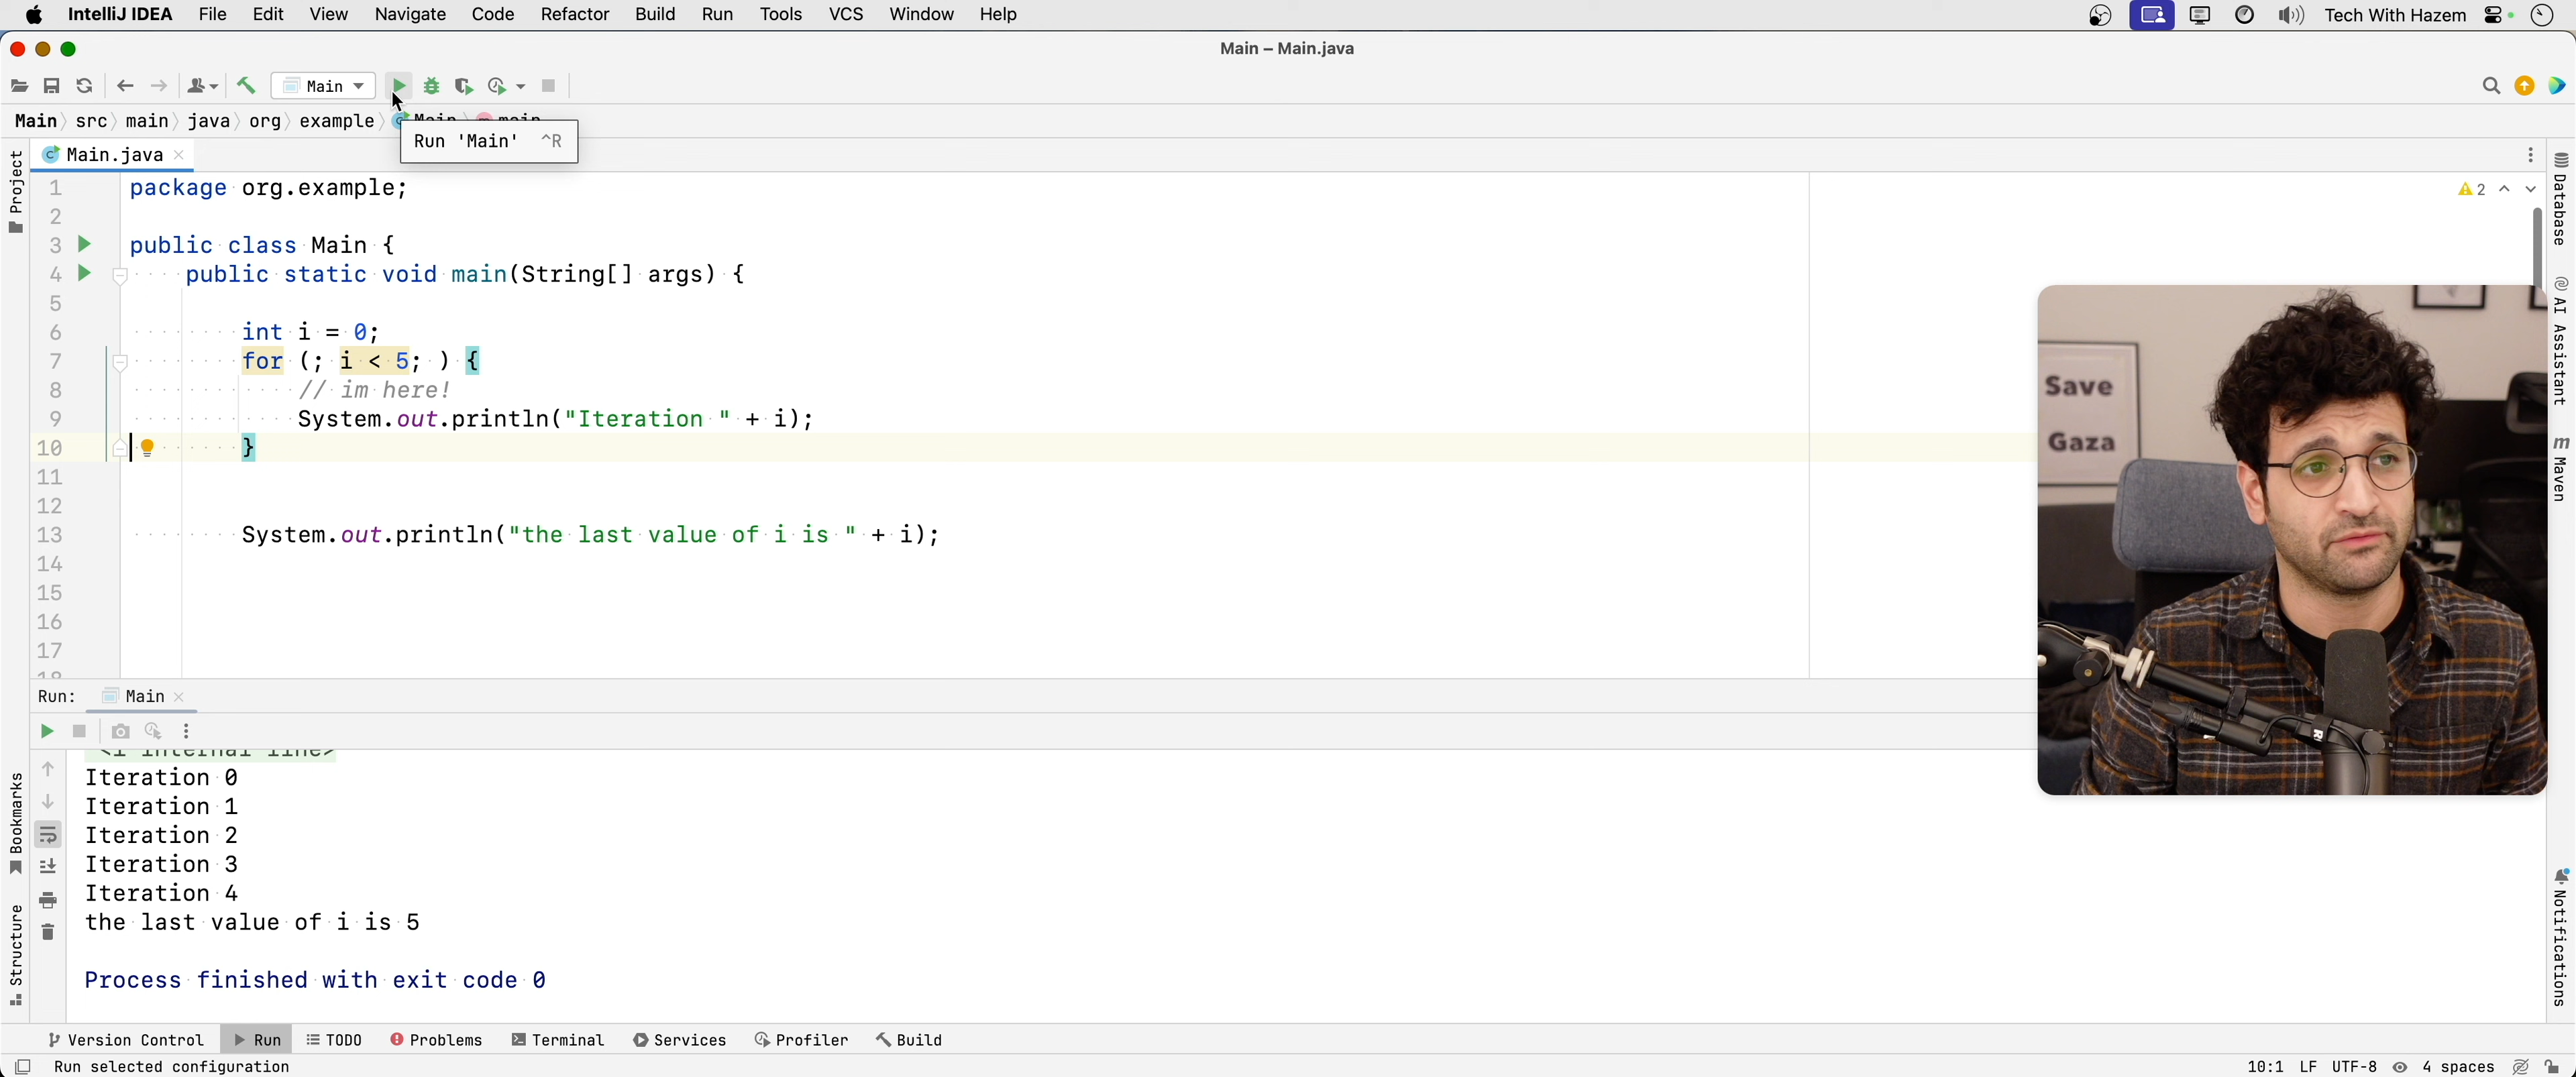 IntelliJ IDEA File Edit View Navigate Code Refactor Build Run Tools VCS Window Help Tech With Hazem
Main – Main.java
Main
Main src main java org example Main main
Run 'Main' ^R
Main.java
1 package org.example;
2
3 public class Main {
4 public static void main(String[] args) {
5
6 int i = 0;
7 for (; i < 5; ) {
8 // im here!
9 System.out.println("Iteration " + i);
10 }
11
12
13 System.out.println("the last value of i is " + i);
14
15
16
17
18
2
Project
Bookmarks
Structure
Database
AI Assistant
m Maven
Notifications
Save
Gaza
Run: Main
<1 internal line>
Iteration 0
Iteration 1
Iteration 2
Iteration 3
Iteration 4
the last value of i is 5
Process finished with exit code 0
Version Control Run TODO Problems Terminal Services Profiler Build
Run selected configuration 10:1 LF UTF-8 4 spaces